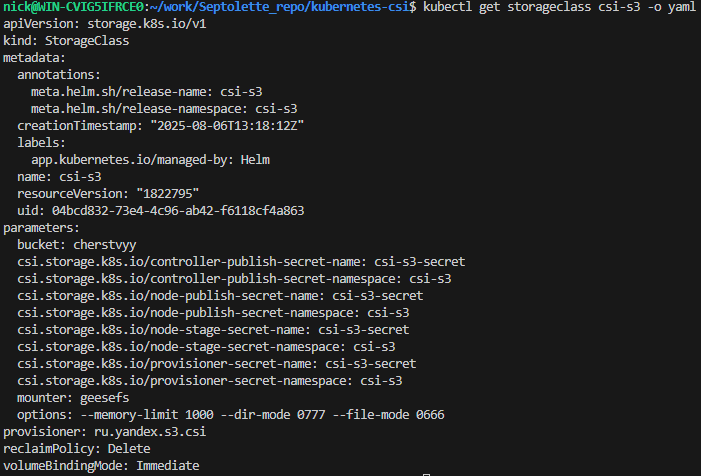 nick@WIN-CVIG5IFRCE0:~/work/Septolette_repo/kubernetes-csi$ kubectl get storageclass csi-s3 -o yaml
apiVersion: storage.k8s.io/v1
kind: StorageClass
metadata:
  annotations:
    meta.helm.sh/release-name: csi-s3
    meta.helm.sh/release-namespace: csi-s3
  creationTimestamp: "2025-08-06T13:18:12Z"
  labels:
    app.kubernetes.io/managed-by: Helm
  name: csi-s3
  resourceVersion: "1822795"
  uid: 04bcd832-73e4-4c96-ab42-f6118cf4a863
parameters:
  bucket: cherstvyy
  csi.storage.k8s.io/controller-publish-secret-name: csi-s3-secret
  csi.storage.k8s.io/controller-publish-secret-namespace: csi-s3
  csi.storage.k8s.io/node-publish-secret-name: csi-s3-secret
  csi.storage.k8s.io/node-publish-secret-namespace: csi-s3
  csi.storage.k8s.io/node-stage-secret-name: csi-s3-secret
  csi.storage.k8s.io/node-stage-secret-namespace: csi-s3
  csi.storage.k8s.io/provisioner-secret-name: csi-s3-secret
  csi.storage.k8s.io/provisioner-secret-namespace: csi-s3
  mounter: geesefs
  options: --memory-limit 1000 --dir-mode 0777 --file-mode 0666
provisioner: ru.yandex.s3.csi
reclaimPolicy: Delete
volumeBindingMode: Immediate